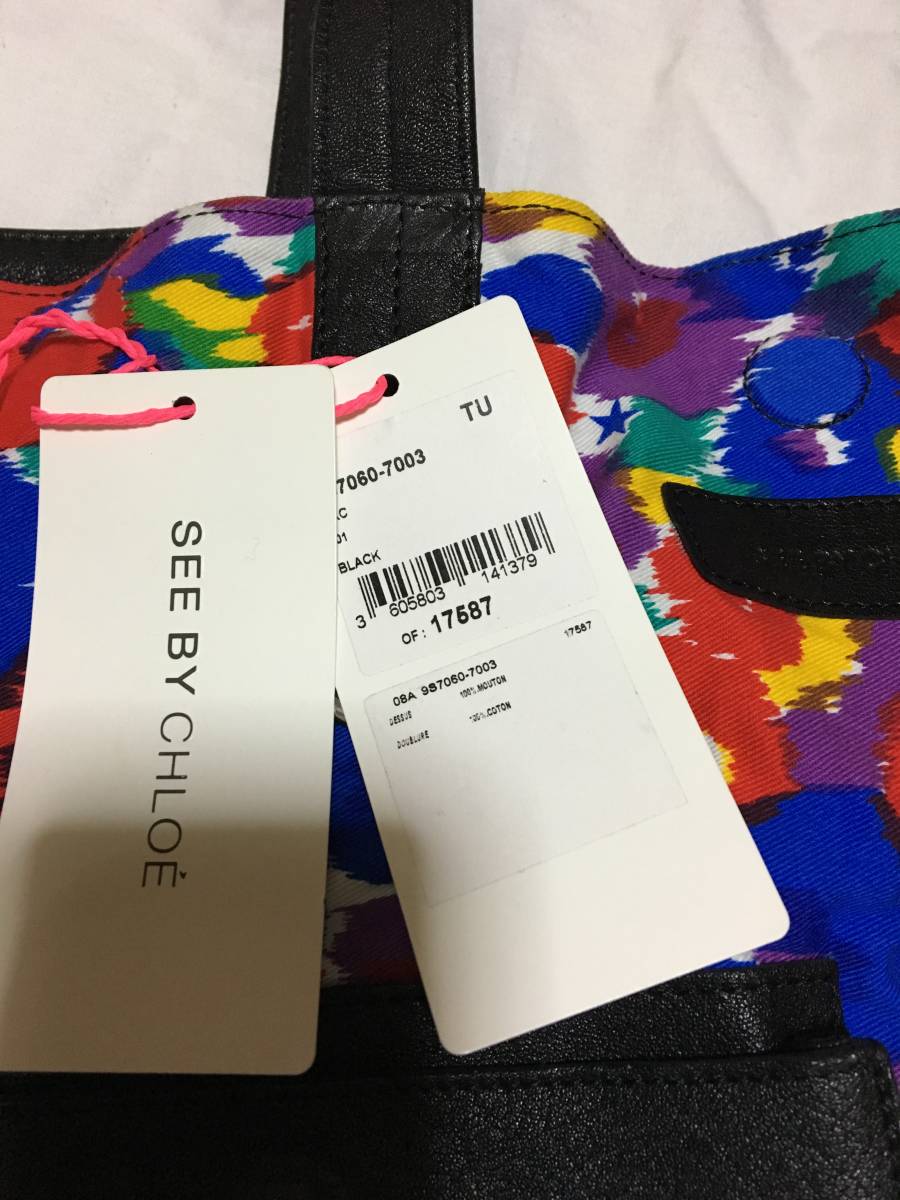 SEE BY CHLOÉ
TU
7060-7003
01
BLACK
3 605803 141379
OF: 17587
17587
08A 9S7060-7003
DESSUS 100% MOUTON
DOUBLURE 100% COTON